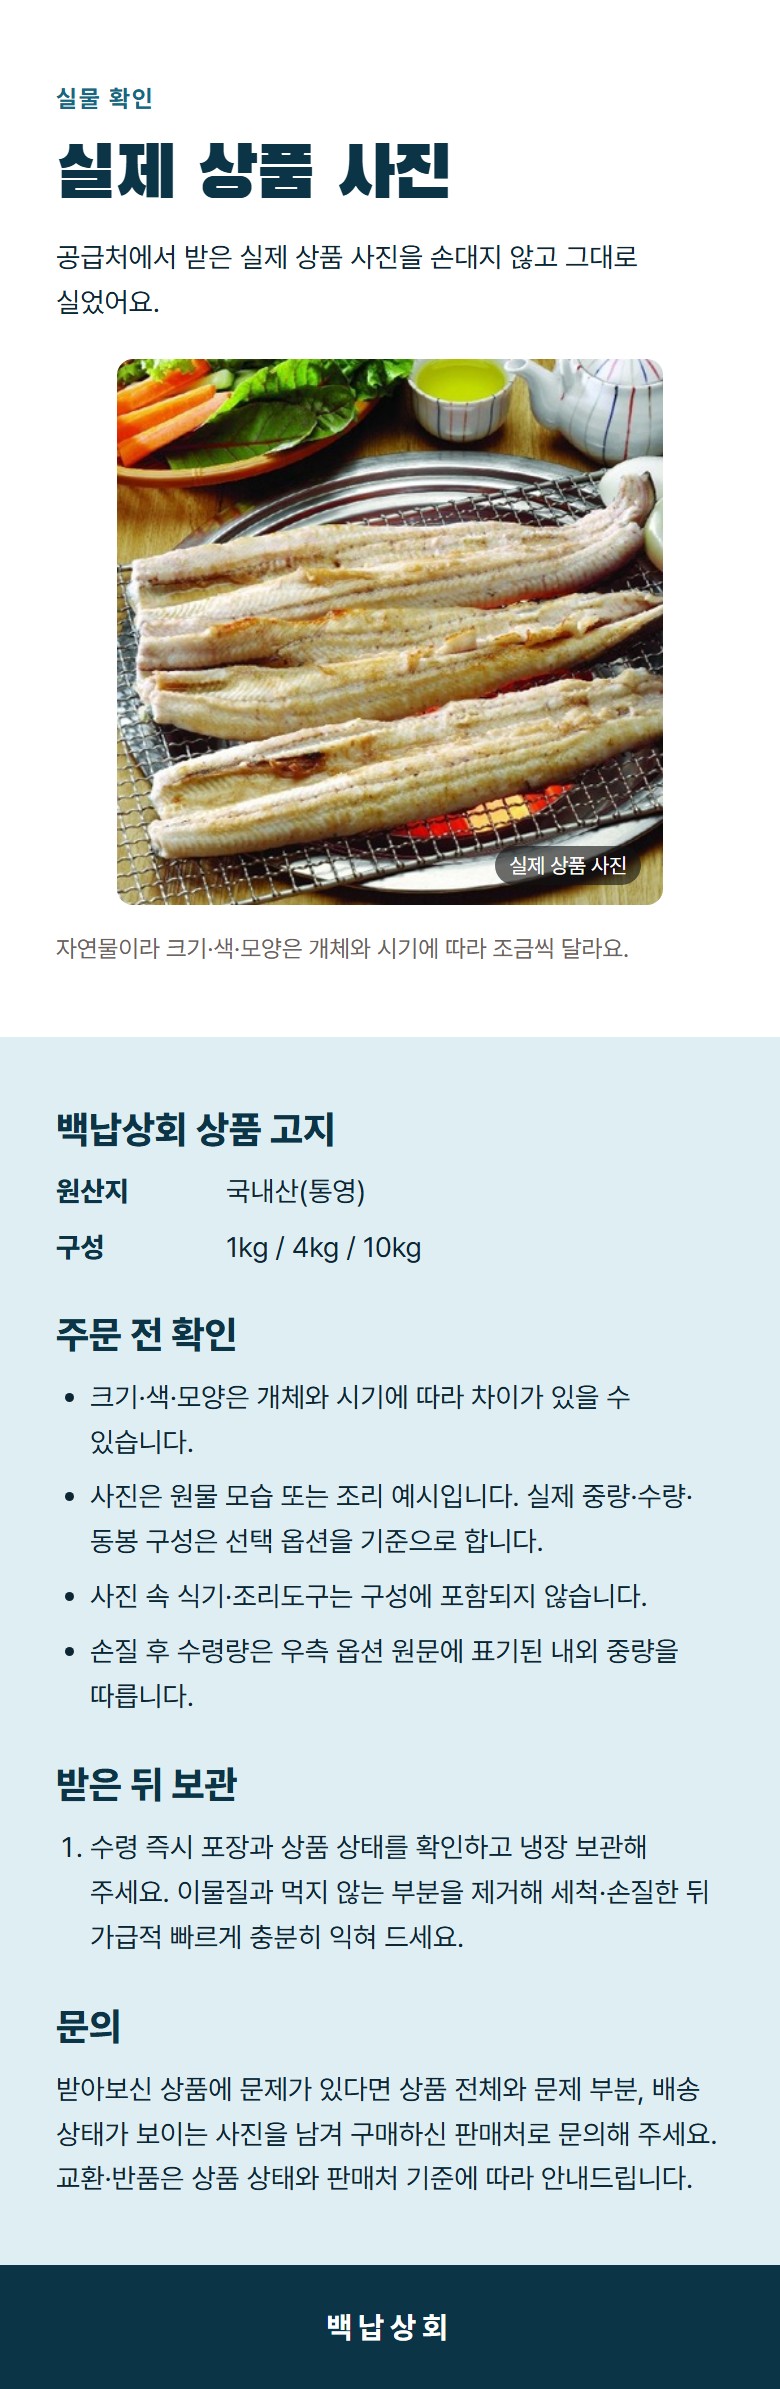 실물 확인
실제 상품 사진
공급처에서 받은 실제 상품 사진을 손대지 않고 그대로
실었어요.
실제 상품 사진
자연물이라 크기·색·모양은 개체와 시기에 따라 조금씩 달라요.
백납상회 상품 고지
원산지 국내산(통영)
구성 1kg / 4kg / 10kg
주문 전 확인
• 크기·색·모양은 개체와 시기에 따라 차이가 있을 수
있습니다.
• 사진은 원물 모습 또는 조리 예시입니다. 실제 중량·수량·
동봉 구성은 선택 옵션을 기준으로 합니다.
• 사진 속 식기·조리도구는 구성에 포함되지 않습니다.
• 손질 후 수령량은 우측 옵션 원문에 표기된 내외 중량을
따릅니다.
받은 뒤 보관
1. 수령 즉시 포장과 상품 상태를 확인하고 냉장 보관해
주세요. 이물질과 먹지 않는 부분을 제거해 세척·손질한 뒤
가급적 빠르게 충분히 익혀 드세요.
문의
받아보신 상품에 문제가 있다면 상품 전체와 문제 부분, 배송
상태가 보이는 사진을 남겨 구매하신 판매처로 문의해 주세요.
교환·반품은 상품 상태와 판매처 기준에 따라 안내드립니다.
백납상회